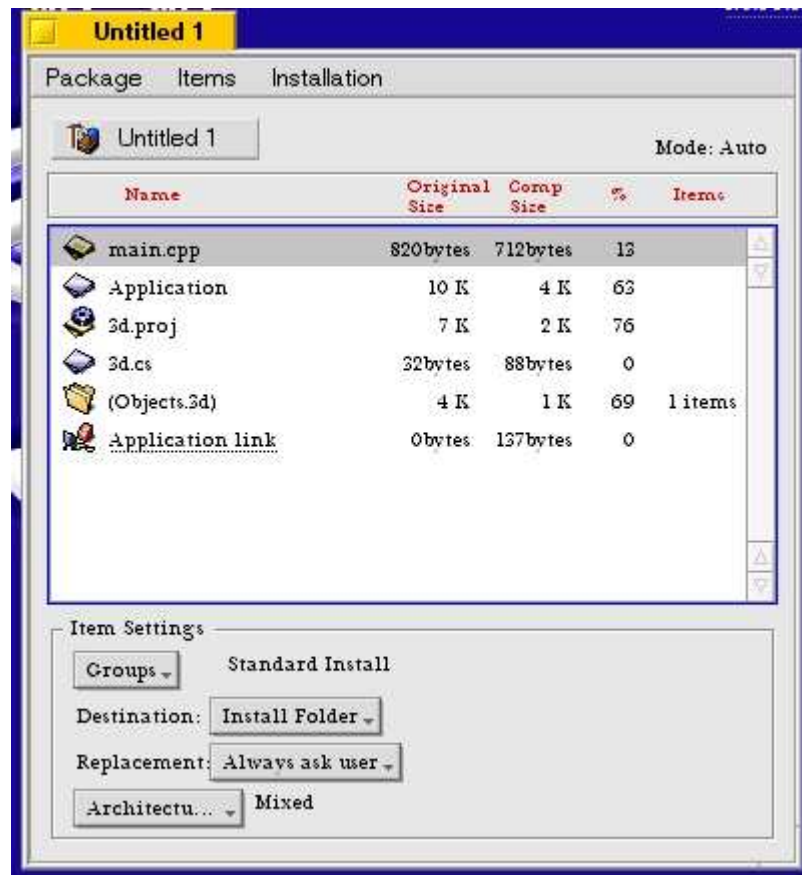 Untitled 1
Package Items Installation
Untitled 1
Mode: Auto
Name Original Size Comp Size % Items
main.cpp 820bytes 712bytes 13
Application 10 K 4 K 63
3d.proj 7 K 2 K 76
3d.cs 32bytes 88bytes 0
(Objects.3d) 4 K 1 K 69 1 items
Application link 0bytes 137bytes 0
Item Settings
Groups Standard Install
Destination: Install Folder
Replacement: Always ask user
Architectu... Mixed